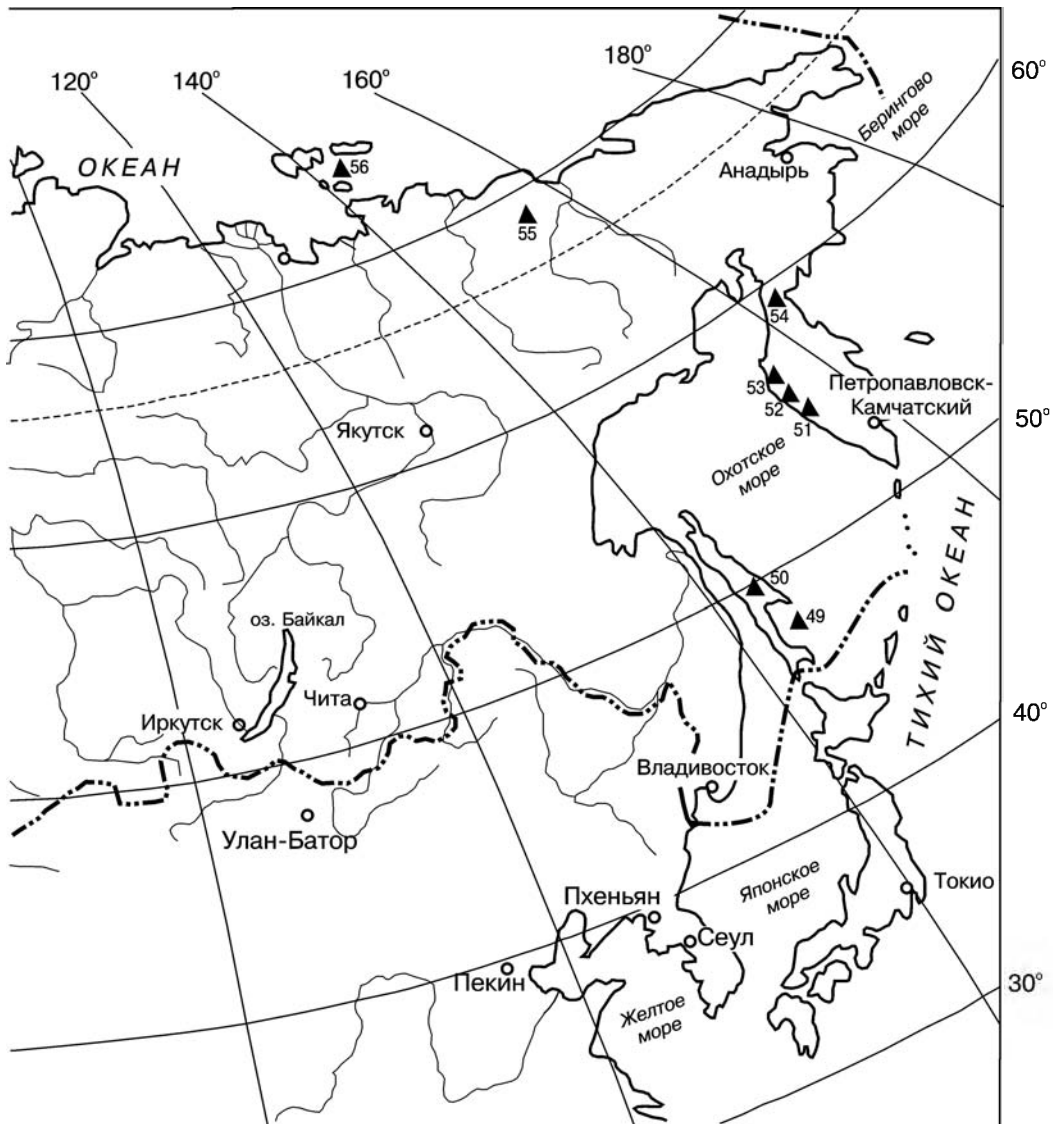 120°
140°
160°
180°
60°
Берингово
море
ОКЕАН
56
Анадырь
55
54
53
52
51
Петропавловск-
Камчатский
50°
Якутск
Охотское
море
50
49
оз. Байкал
ТИХИЙ ОКЕАН
Чита
Иркутск
40°
Владивосток
Улан-Батор
Японское
море
Токио
Пхеньян
Сеул
Пекин
30°
Желтое
море